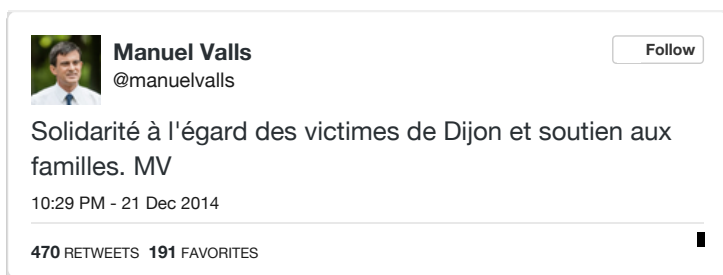 Manuel Valls
@manuelvalls
Follow
Solidarité à l'égard des victimes de Dijon et soutien aux
familles. MV
10:29 PM - 21 Dec 2014
470 RETWEETS 191 FAVORITES